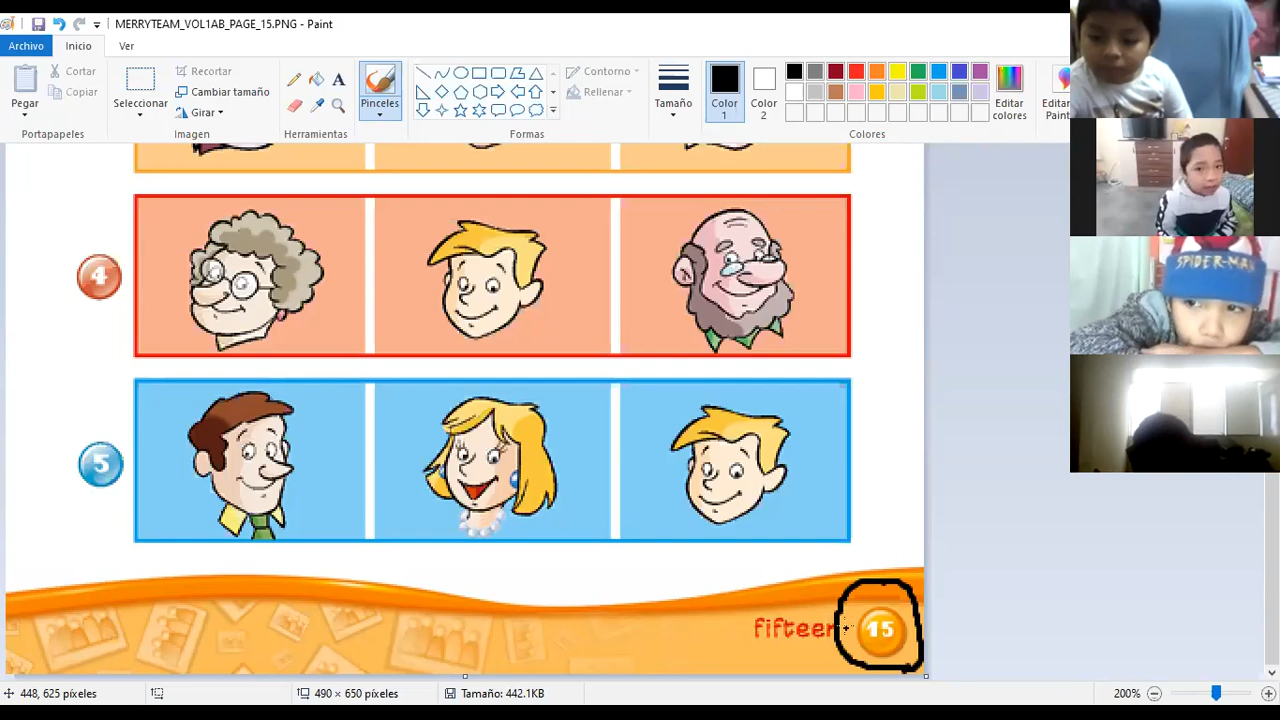 MERRYTEAM_VOL1AB_PAGE_15.PNG - Paint
Archivo Inicio Ver
Pegar
Cortar
Copiar
Portapapeles
Seleccionar
Recortar
Cambiar tamaño
Girar
Imagen
A
Herramientas
Pinceles
Contorno
Rellenar
Formas
Tamaño
Color
1
Color
2
Editar
colores
Colores
Editar
Paint
SPIDER-MAN
4
5
fifteen 15
448, 625 píxeles
490 × 650 píxeles
Tamaño: 442.1KB
200%